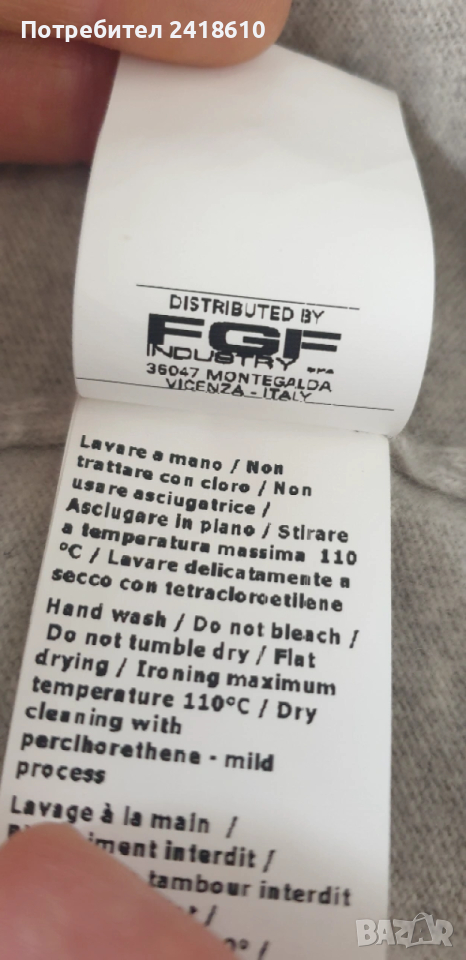 Потребител 2418610
DISTRIBUTED BY
FGF
INDUSTRY spa
36047 MONTEGALDA
VICENZA - ITALY
Lavare a mano / Non
trattare con cloro / Non
usare asciugatrice /
Asciugare in piano / Stirare
a temperatura massima 110
°C / Lavare delicatamente a
secco con tetracloroetilene
Hand wash / Do not bleach /
Do not tumble dry / Flat
drying / Ironing maximum
temperature 110°C / Dry
cleaning with
perclhorethene - mild
process
Lavage à la main /
interdit /
tambour interdit
/
° /
BAZAR